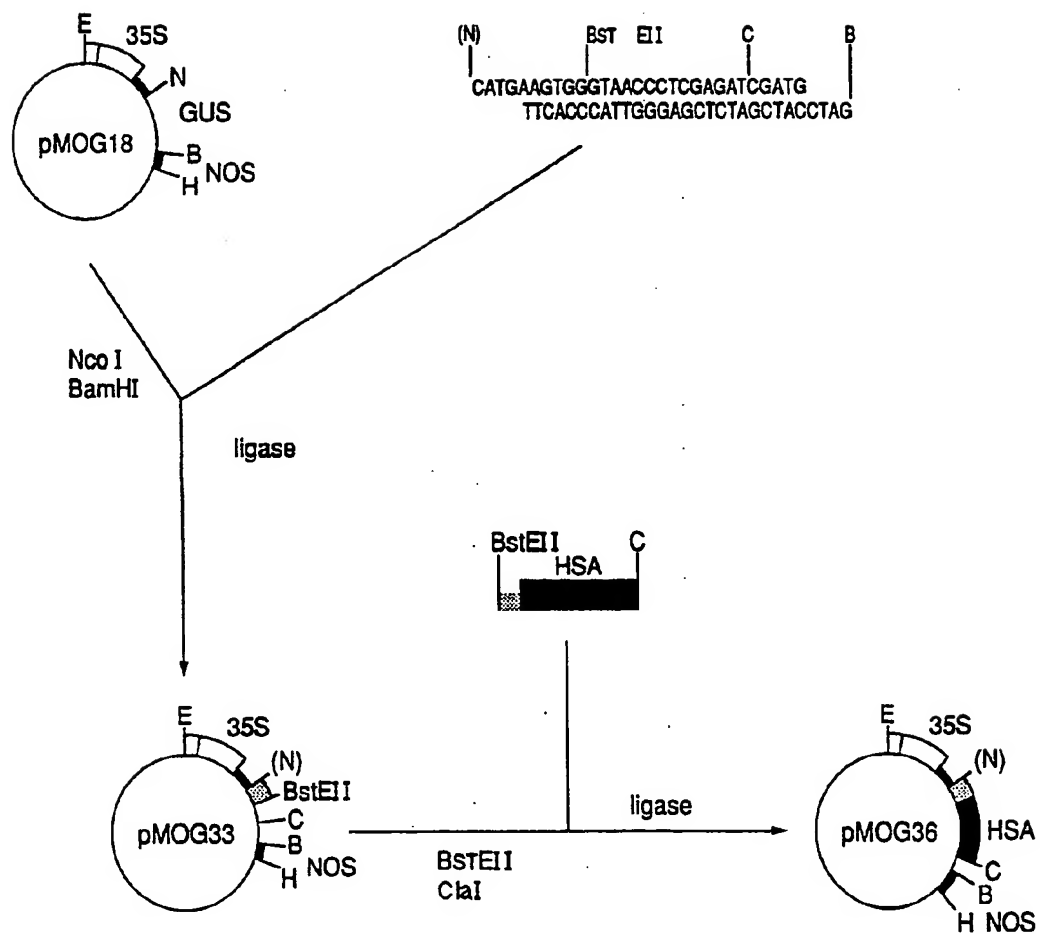 E
35S
N
GUS
pMOG18
B
H NOS
(N) BST EII C B
CATGAAGTGGGTAACCCTCGAGATCGATG
TTCACCCATTGGGAGCTCTAGCTACCTAG
Nco I
BamHI
ligase
BstEII C
HSA
E
35S
(N)
BstEII
C
pMOG33
B
H NOS
BSTEII
ClaI
ligase
E
35S
(N)
pMOG36
HSA
C
B
H NOS